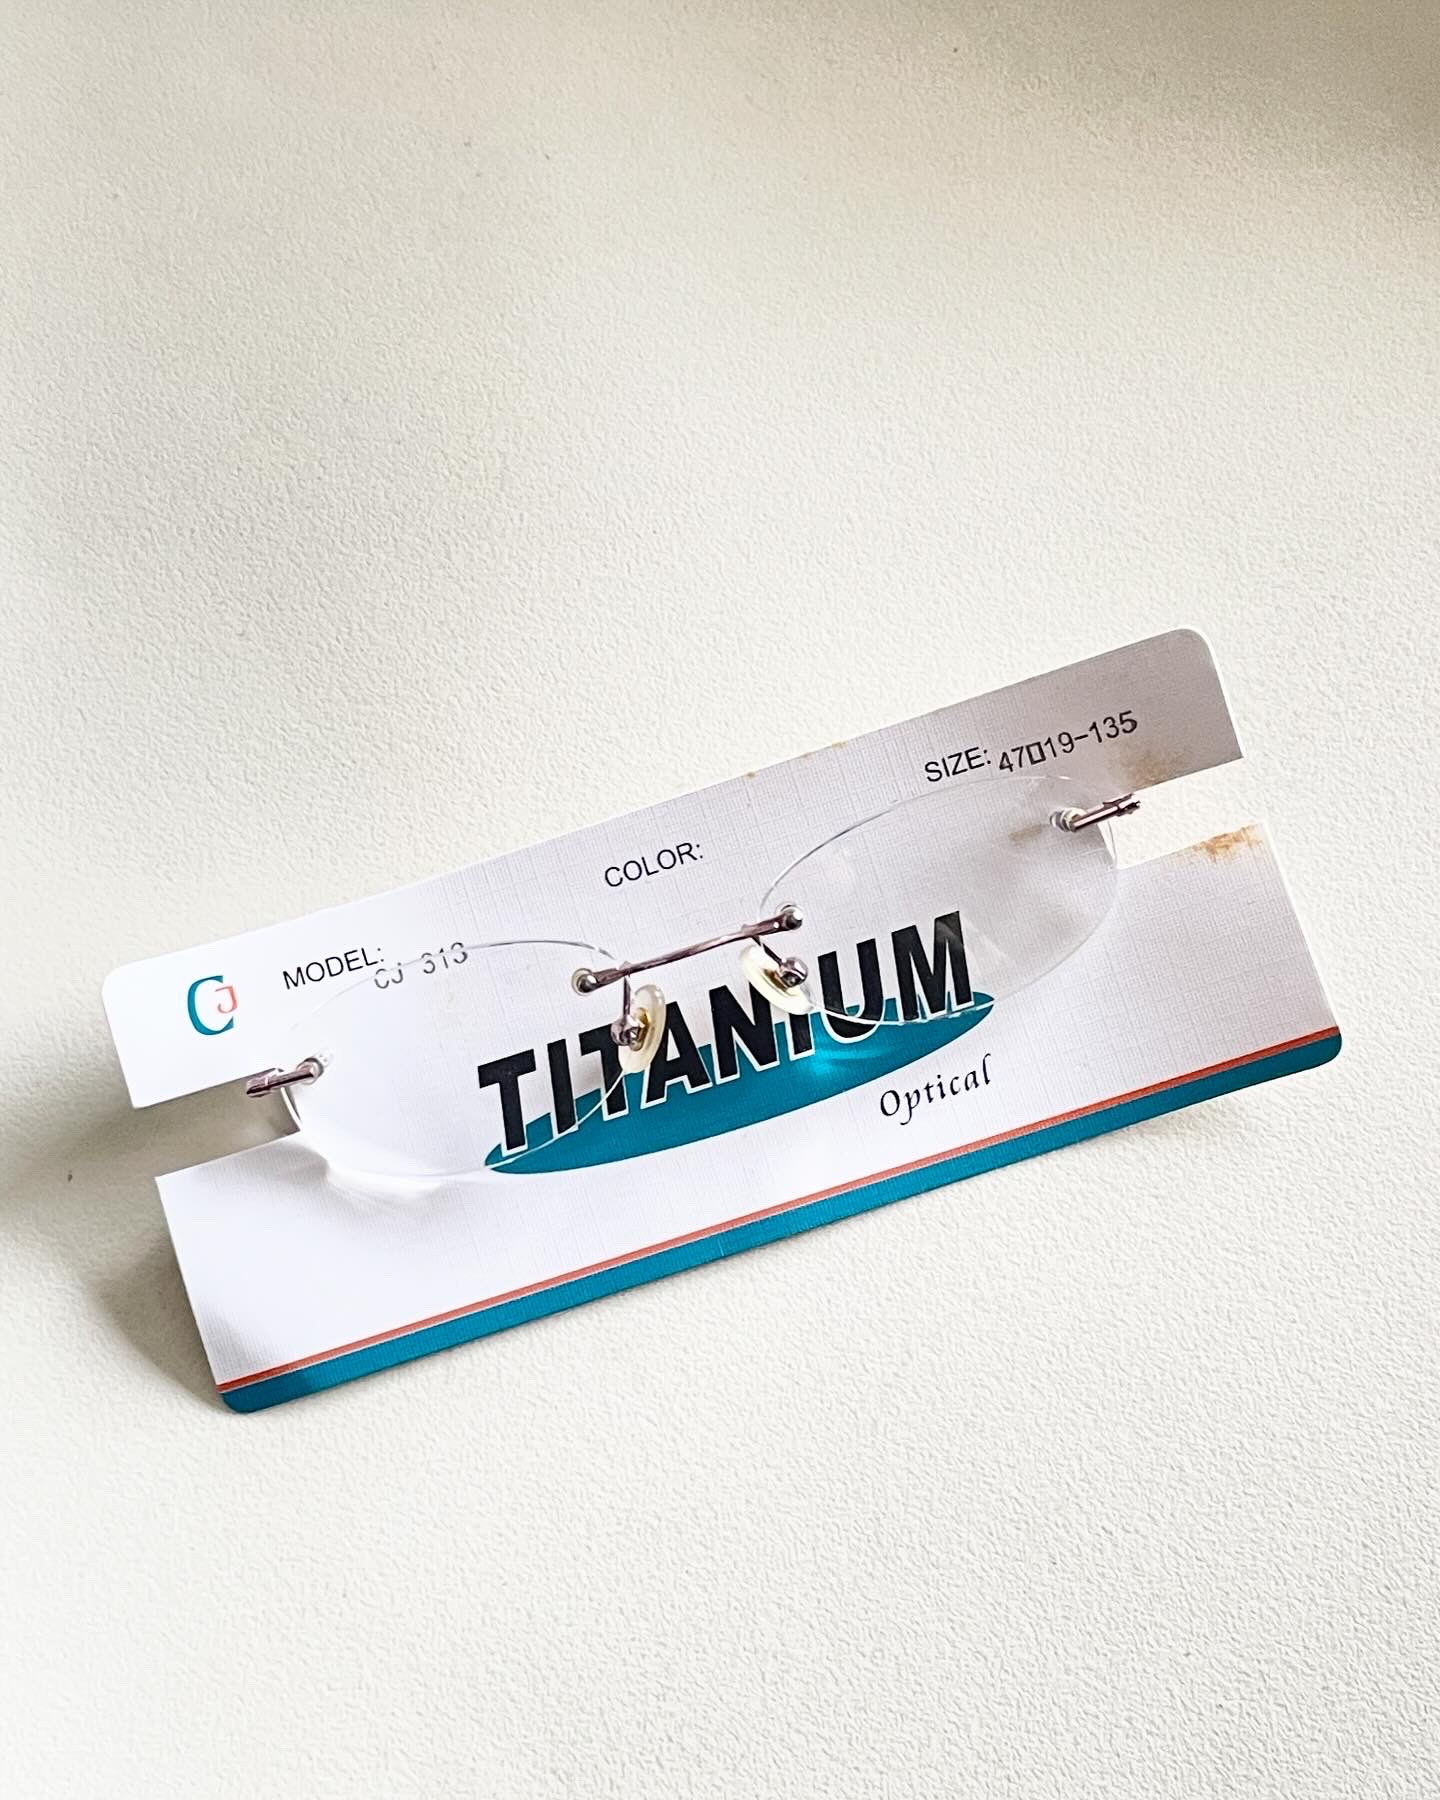 CJ
MODEL: CJ 313
COLOR:
SIZE: 47□19-135
TITANIUM
Optical